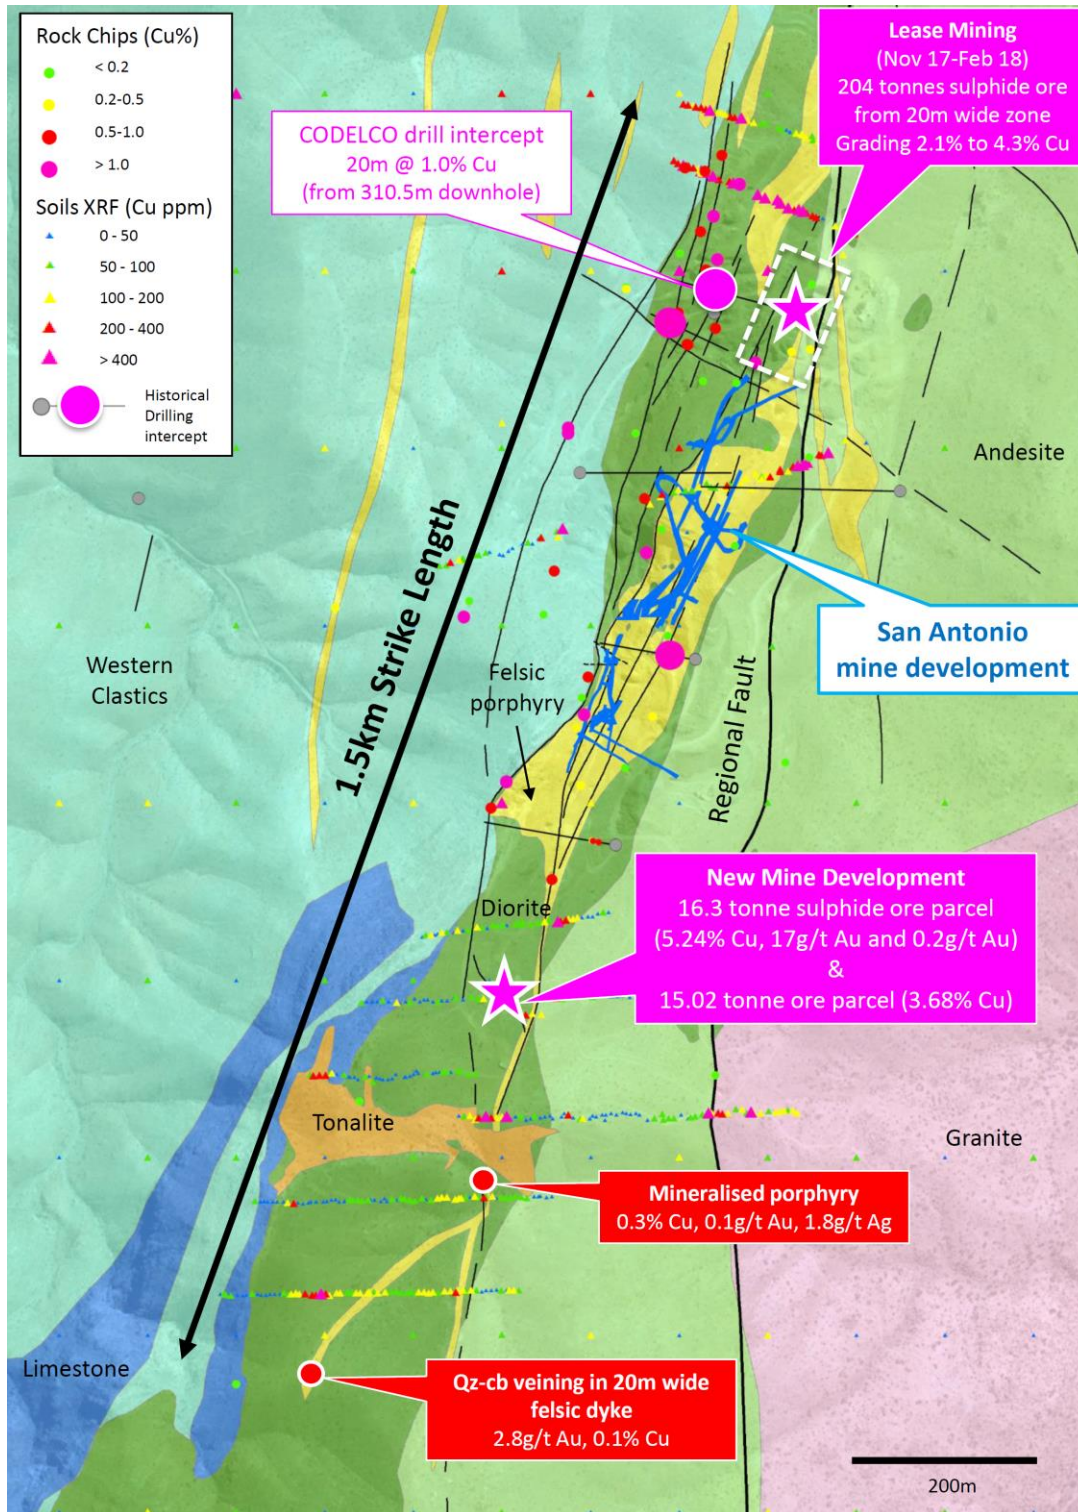 Rock Chips (Cu%)
< 0.2
0.2-0.5
0.5-1.0
> 1.0
Soils XRF (Cu ppm)
0 - 50
50 - 100
100 - 200
200 - 400
> 400
Historical
Drilling
intercept
CODELCO drill intercept
20m @ 1.0% Cu
(from 310.5m downhole)
Lease Mining
(Nov 17-Feb 18)
204 tonnes sulphide ore
from 20m wide zone
Grading 2.1% to 4.3% Cu
Andesite
1.5km Strike Length
San Antonio
mine development
Western
Clastics
Felsic
porphyry
Regional Fault
New Mine Development
16.3 tonne sulphide ore parcel
(5.24% Cu, 17g/t Au and 0.2g/t Au)
&
15.02 tonne ore parcel (3.68% Cu)
Diorite
Tonalite
Granite
Mineralised porphyry
0.3% Cu, 0.1g/t Au, 1.8g/t Ag
Limestone
Qz-cb veining in 20m wide
felsic dyke
2.8g/t Au, 0.1% Cu
200m